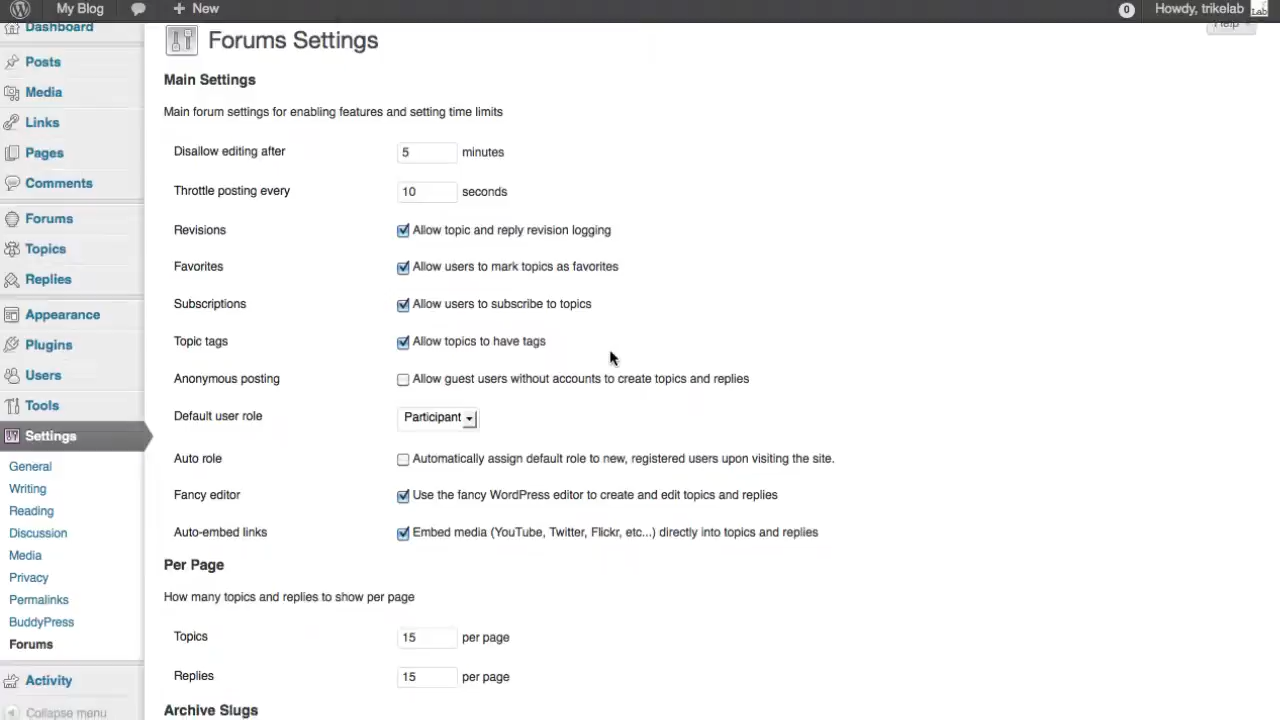 My Blog
New
0
Howdy, trikelab
Lab
Help
Dashboard
Posts
Media
Links
Pages
Comments
Forums
Topics
Replies
Appearance
Plugins
Users
Tools
Settings
General
Writing
Reading
Discussion
Media
Privacy
Permalinks
BuddyPress
Forums
Activity
Collapse menu
Forums Settings
Main Settings
Main forum settings for enabling features and setting time limits
Disallow editing after 5 minutes
Throttle posting every 10 seconds
Revisions Allow topic and reply revision logging
Favorites Allow users to mark topics as favorites
Subscriptions Allow users to subscribe to topics
Topic tags Allow topics to have tags
Anonymous posting Allow guest users without accounts to create topics and replies
Default user role Participant
Auto role Automatically assign default role to new, registered users upon visiting the site.
Fancy editor Use the fancy WordPress editor to create and edit topics and replies
Auto-embed links Embed media (YouTube, Twitter, Flickr, etc...) directly into topics and replies
Per Page
How many topics and replies to show per page
Topics 15 per page
Replies 15 per page
Archive Slugs